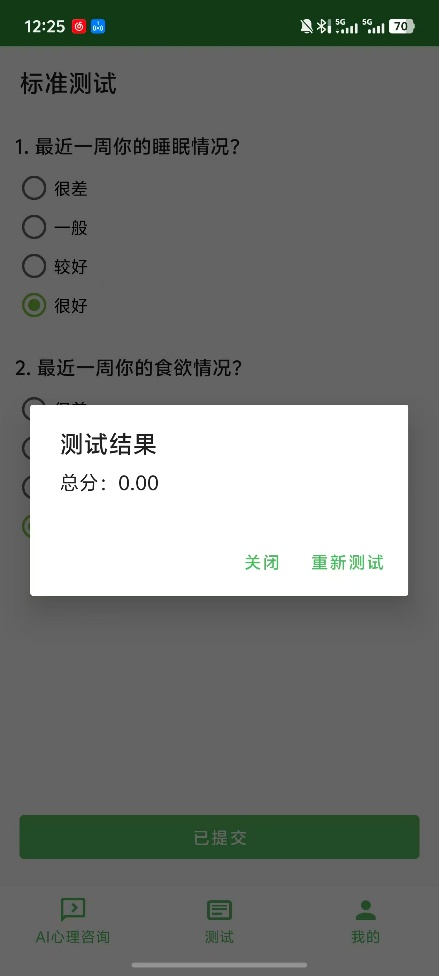 12:25
5G
5G
70
标准测试
1. 最近一周你的睡眠情况?
很差
一般
较好
很好
2. 最近一周你的食欲情况?
测试结果
总分: 0.00
关闭
重新测试
已提交
AI心理咨询
测试
我的